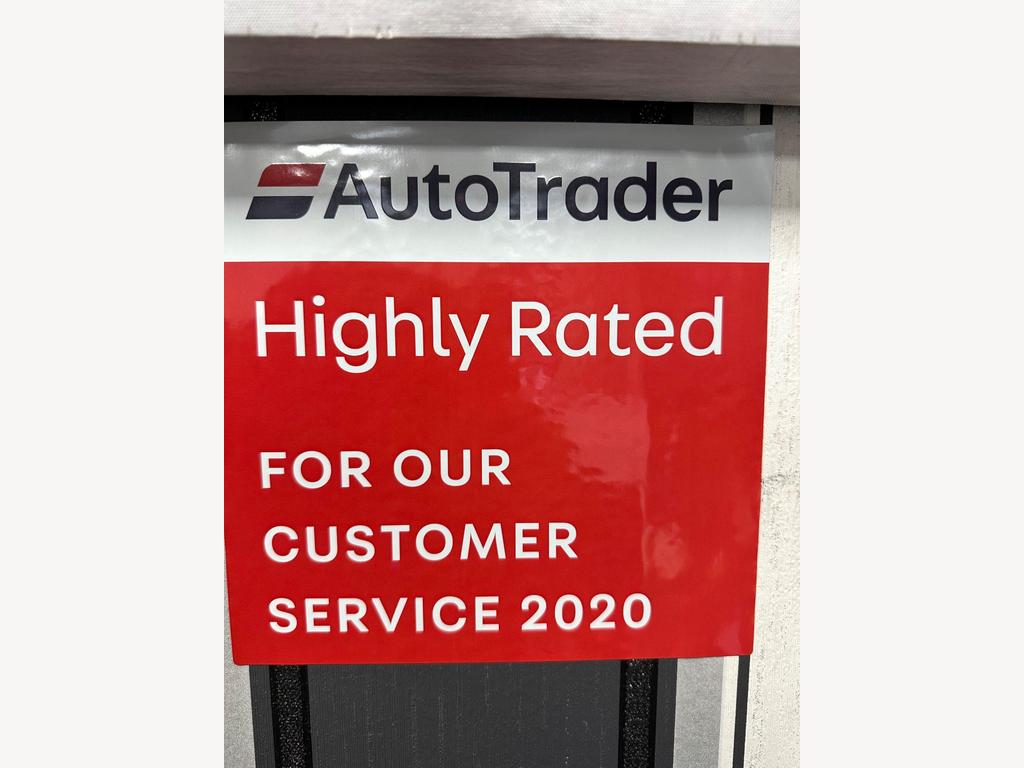 AutoTrader
Highly Rated
FOR OUR
CUSTOMER
SERVICE 2020